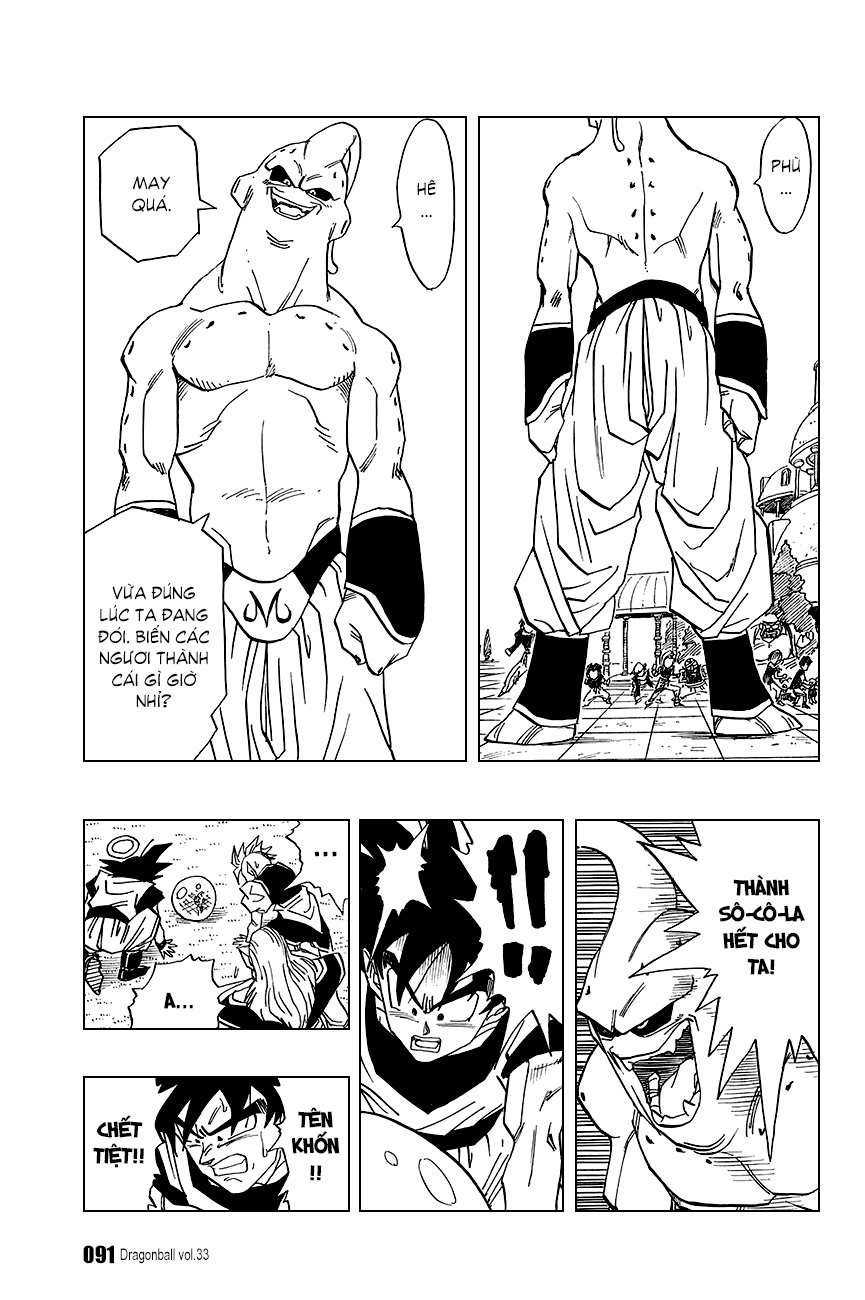 PHÙ
...
HÊ
...
MAY
QUÁ.
VỪA ĐÚNG
LÚC TA ĐANG
ĐÓI. BIẾN CÁC
NGƯƠI THÀNH
CÁI GÌ GIỜ
NHỈ?
THÀNH
SÔ-CÔ-LA
HẾT CHO
TA!
!!
...
A...
TÊN
KHỐN
!!
CHẾT
TIỆT!!
091 Dragonball vol.33